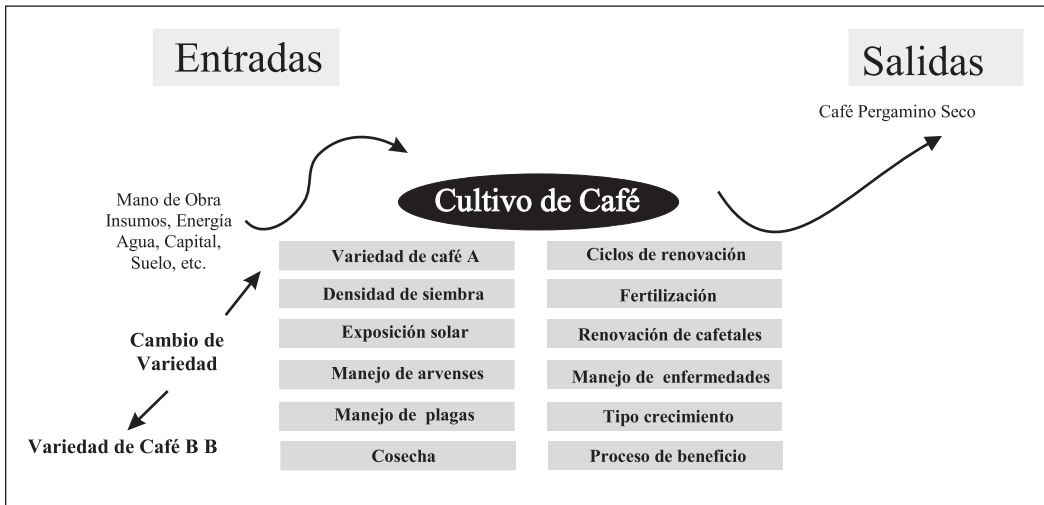 Entradas
Salidas
Café Pergamino Seco
Mano de Obra
Insumos, Energía
Agua, Capital,
Suelo, etc.
Cultivo de Café
Variedad de café A
Ciclos de renovación
Densidad de siembra
Fertilización
Exposición solar
Renovación de cafetales
Manejo de arvenses
Manejo de enfermedades
Manejo de plagas
Tipo crecimiento
Cosecha
Proceso de beneficio
Cambio de
Variedad
Variedad de Café B B